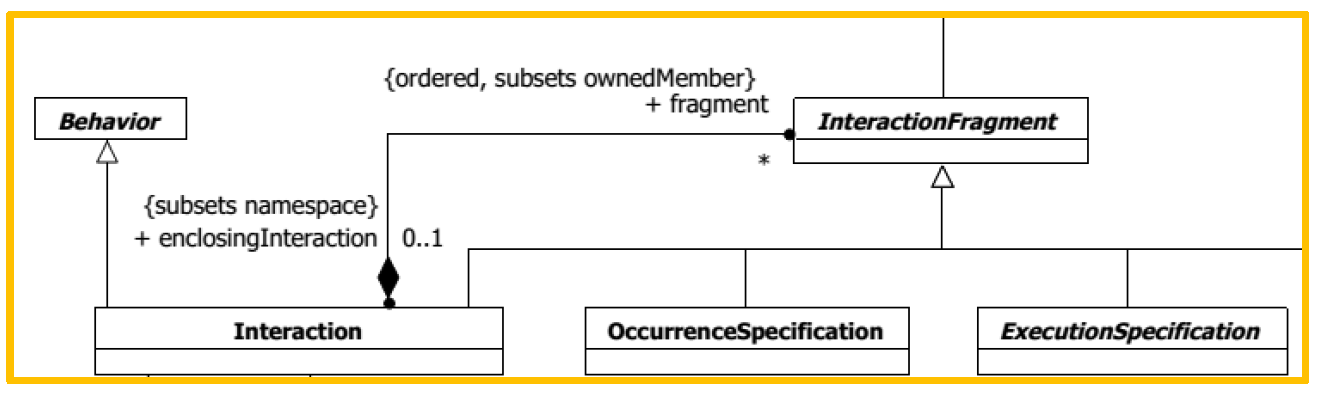 {ordered, subsets ownedMember}
+ fragment
Behavior
InteractionFragment
*
{subsets namespace}
+ enclosingInteraction 0..1
Interaction
OccurrenceSpecification
ExecutionSpecification